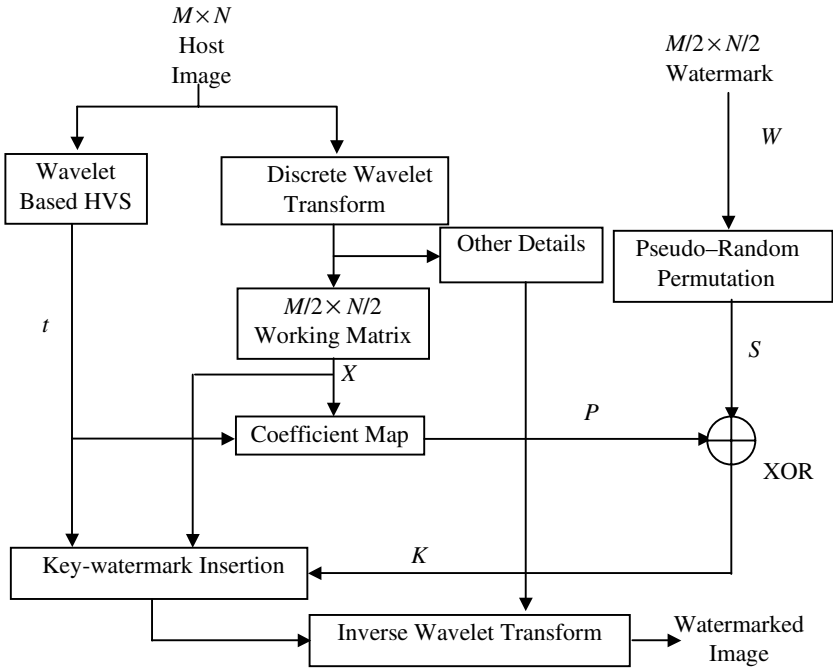 M×N
Host
Image
M/2×N/2
Watermark
W
Wavelet
Based HVS
Discrete Wavelet
Transform
Other Details
Pseudo–Random
Permutation
M/2×N/2
Working Matrix
t
X
S
Coefficient Map
P
XOR
Key-watermark Insertion
K
Inverse Wavelet Transform
Watermarked
Image